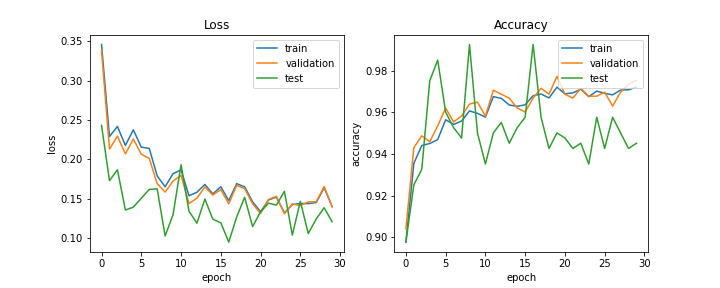 Loss
0.35
0.30
0.25
0.20
0.15
0.10
loss
0 5 10 15 20 25 30
epoch
train
validation
test
Accuracy
0.98
0.96
0.94
0.92
0.90
accuracy
0 5 10 15 20 25 30
epoch
train
validation
test